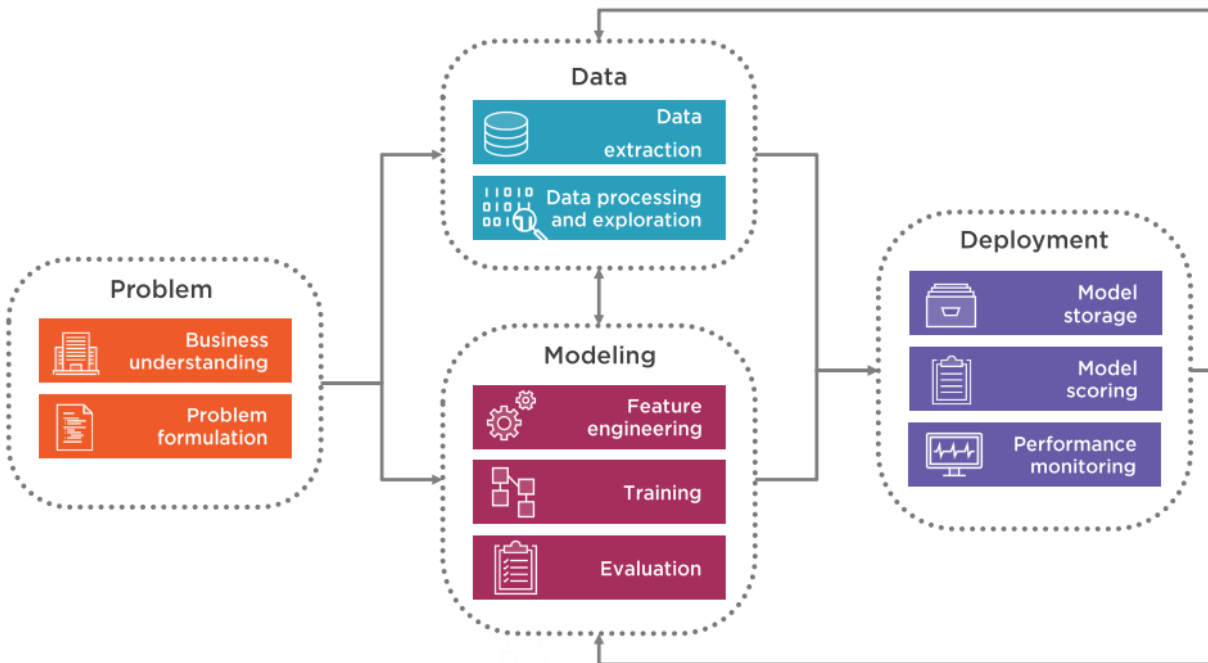 Problem
Business
understanding
Problem
formulation
Data
Data
extraction
11010
Data processing
and exploration
Modeling
Feature
engineering
Training
Evaluation
Deployment
Model
storage
Model
scoring
Performance
monitoring